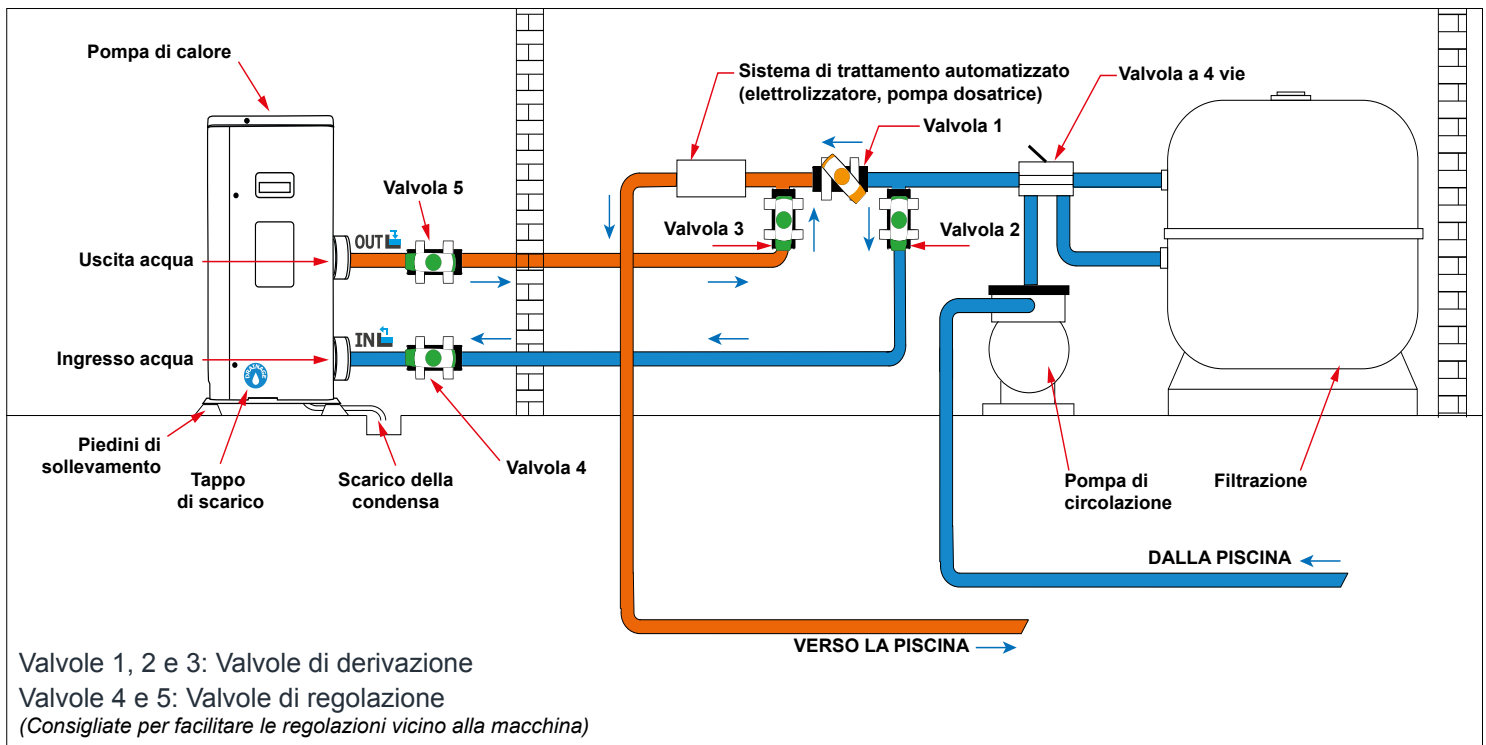 Pompa di calore
Sistema di trattamento automatizzato
(elettrolizzatore, pompa dosatrice)
Valvola a 4 vie
Valvola 1
Valvola 5
Valvola 3
Valvola 2
OUT
Uscita acqua
IN
Ingresso acqua
DRAINAGE
Piedini di
sollevamento
Tappo
di scarico
Scarico della
condensa
Valvola 4
Pompa di
circolazione
Filtrazione
DALLA PISCINA
VERSO LA PISCINA
Valvole 1, 2 e 3: Valvole di derivazione
Valvole 4 e 5: Valvole di regolazione
(Consigliate per facilitare le regolazioni vicino alla macchina)